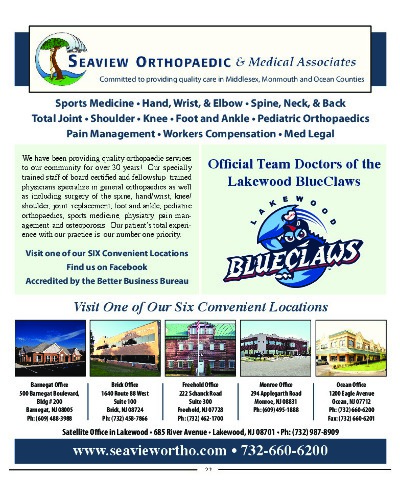 SEAVIEW ORTHOPAEDIC & Medical Associates
Committed to providing quality care in Middlesex, Monmouth and Ocean Counties
Sports Medicine • Hand, Wrist, & Elbow • Spine, Neck, & Back
Total Joint • Shoulder • Knee • Foot and Ankle • Pediatric Orthopaedics
Pain Management • Workers Compensation • Med Legal
We have been providing quality orthopaedic services
to our community for over 30 years! Our specially
trained staff of board certified and fellowship trained
physicians specialize in general orthopaedics as well
as including surgery of the spine, hand/wrist, knee/
shoulder, joint replacement, foot and ankle, pediatric
orthopaedics, sports medicine, physiatry pain man-
agement and osteoporosis. Our patient's total experi-
ence with our practice is our number one priority.
Visit one of our SIX Convenient Locations
Find us on Facebook
Accredited by the Better Business Bureau
Official Team Doctors of the
Lakewood BlueClaws
LAKEWOOD
BLUECLAWS
Visit One of Our Six Convenient Locations
Barnegat Office
500 Barnegat Boulevard,
Bldg # 200
Barnegat, NJ 08005
Ph: (609) 488-3988
Brick Office
1640 Route 88 West
Suite 100
Brick, NJ 08724
Ph: (732) 458-7866
Freehold Office
222 Schanck Road
Suite 300
Freehold, NJ 07728
Ph: (732) 462-1700
Monroe Office
294 Applegarth Road
Monroe, NJ 08831
Ph: (609) 495-1888
Ocean Office
1200 Eagle Avenue
Ocean, NJ 07712
Ph: (732) 660-6200
Fax: (732) 660-6201
Satellite Office in Lakewood • 685 River Avenue • Lakewood, NJ 08701 • Ph: (732) 987-8909
www.seaviewortho.com • 732-660-6200